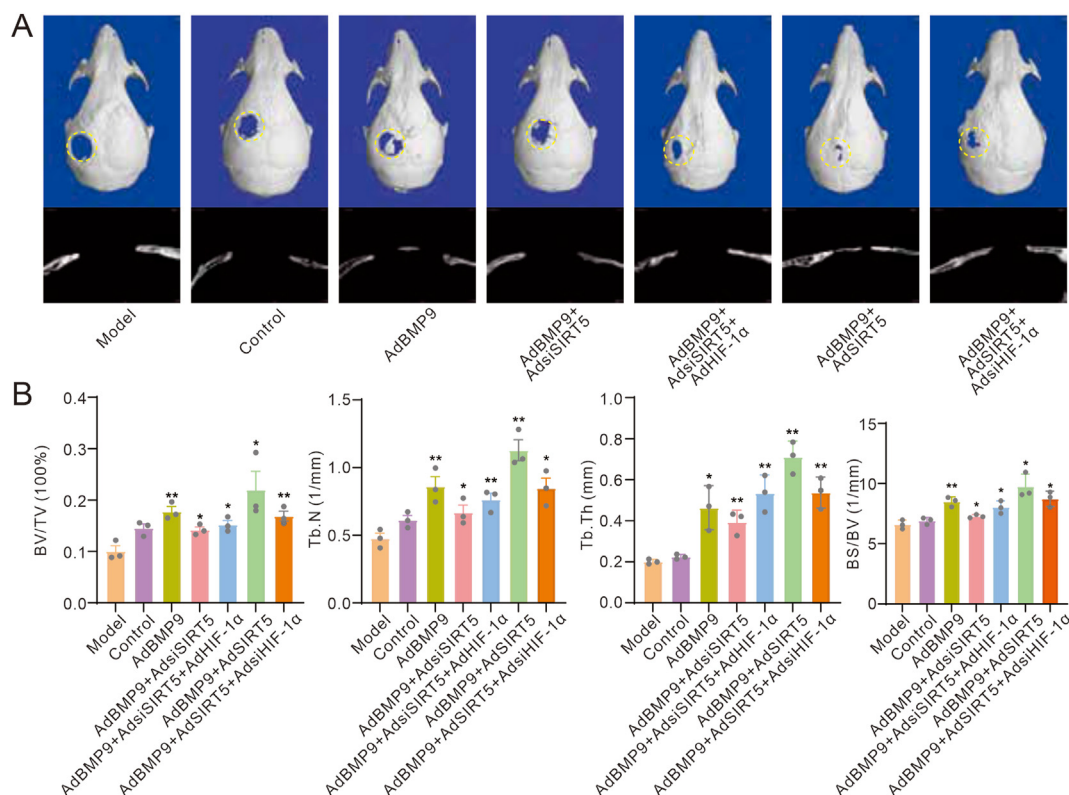 A
Model
Control
AdBMP9
AdBMP9+
AdsiSIRT5
AdBMP9+
AdsiSIRT5+
AdHIF-1α
AdBMP9+
AdSIRT5
AdBMP9+
AdSIRT5+
AdsiHIF-1α
B
BV/TV (100%)
0.4
0.3
0.2
0.1
0.0
** * * * **
Model
Control
AdBMP9
AdBMP9+AdsiSIRT5
AdBMP9+AdsiSIRT5+AdHIF-1α
AdBMP9+AdSIRT5
AdBMP9+AdSIRT5+AdsiHIF-1α
Tb.N (1/mm)
1.5
1.0
0.5
0.0
** * ** ** *
Model
Control
AdBMP9
AdBMP9+AdsiSIRT5
AdBMP9+AdsiSIRT5+AdHIF-1α
AdBMP9+AdSIRT5
AdBMP9+AdSIRT5+AdsiHIF-1α
Tb.Th (mm)
1.0
0.8
0.6
0.4
0.2
0.0
* ** ** ** **
Model
Control
AdBMP9
AdBMP9+AdsiSIRT5
AdBMP9+AdsiSIRT5+AdHIF-1α
AdBMP9+AdSIRT5
AdBMP9+AdSIRT5+AdsiHIF-1α
BS/BV (1/mm)
15
10
5
0
** * * * *
Model
Control
AdBMP9
AdBMP9+AdsiSIRT5
AdBMP9+AdsiSIRT5+AdHIF-1α
AdBMP9+AdSIRT5
AdBMP9+AdSIRT5+AdsiHIF-1α